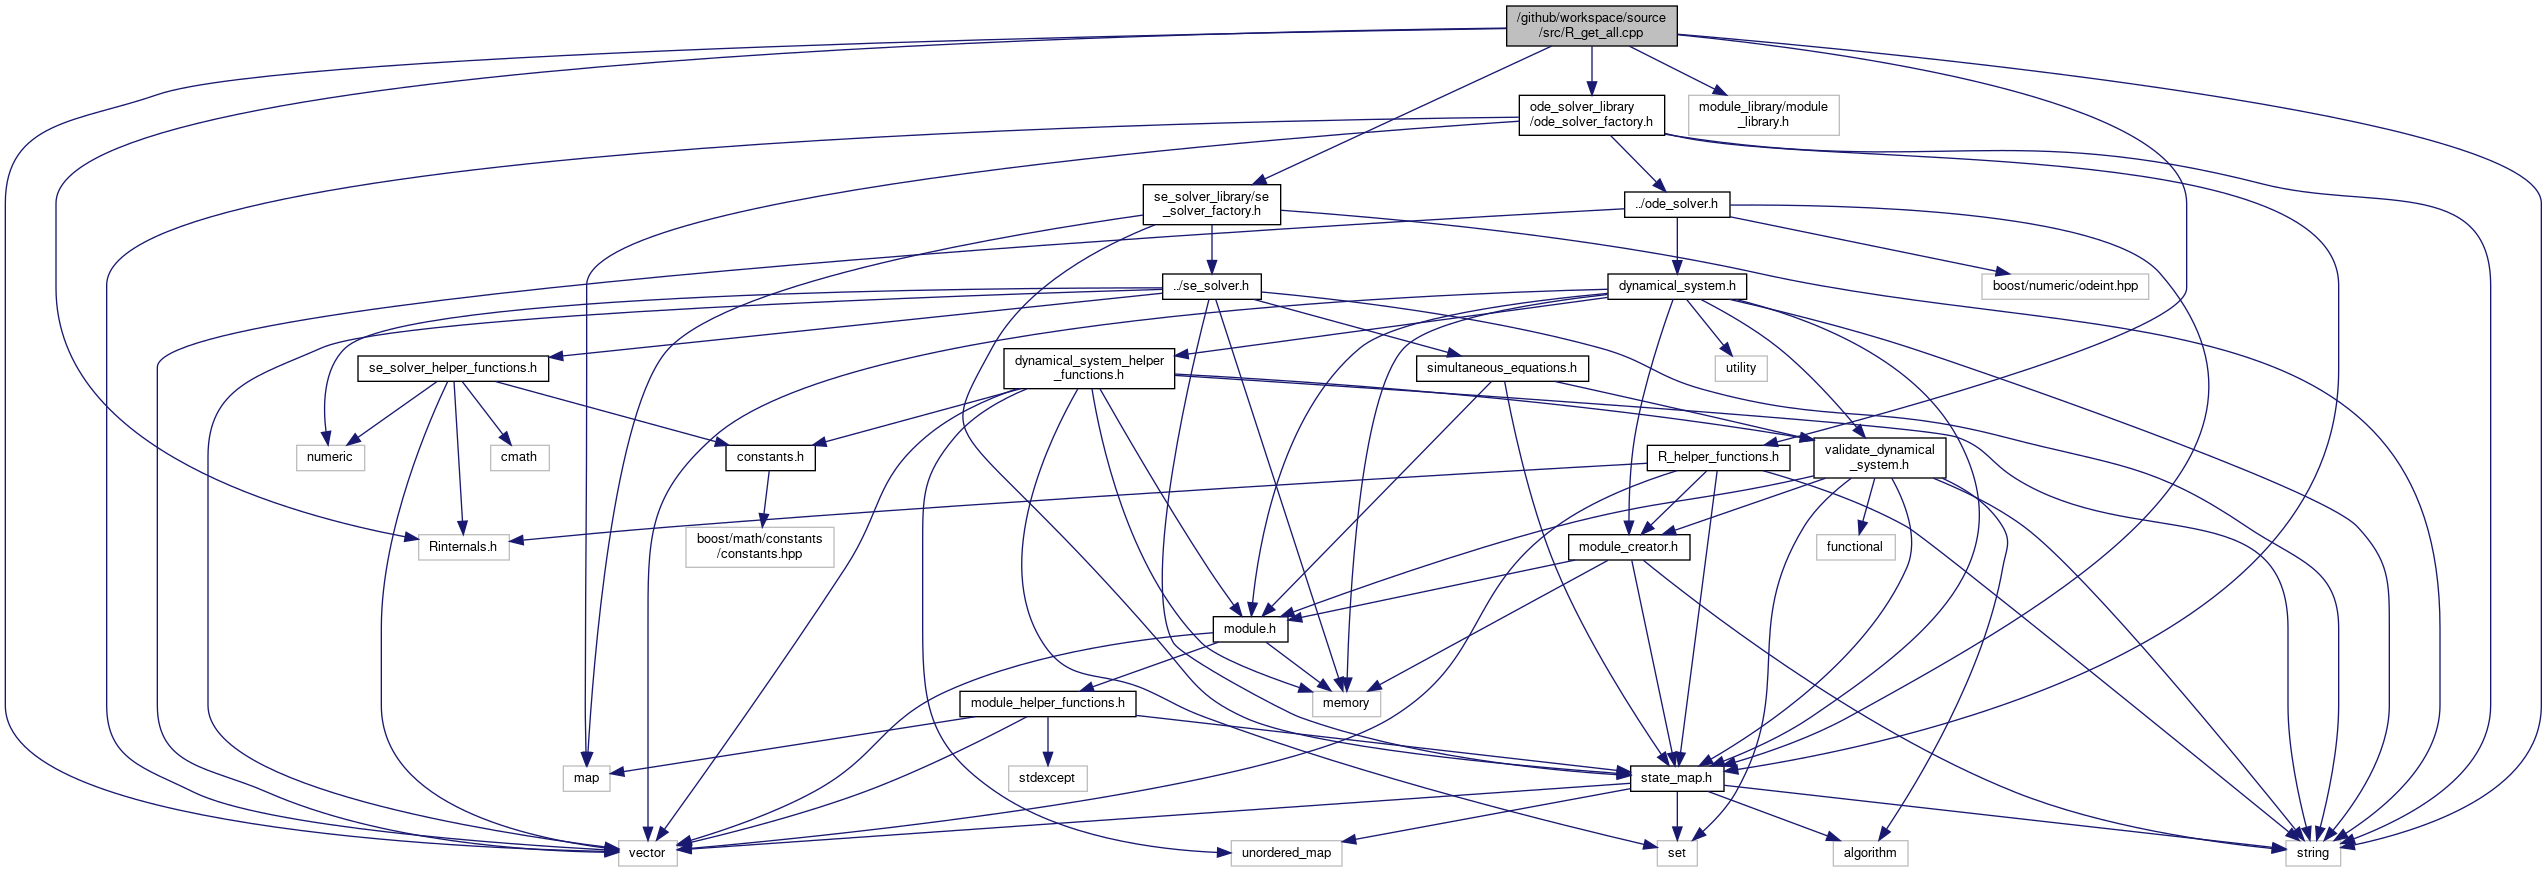 /github/workspace/source
/src/R_get_all.cpp
ode_solver_library
/ode_solver_factory.h
module_library/module
_library.h
se_solver_library/se
_solver_factory.h
../ode_solver.h
../se_solver.h
dynamical_system.h
boost/numeric/odeint.hpp
se_solver_helper_functions.h
dynamical_system_helper
_functions.h
simultaneous_equations.h
utility
numeric
cmath
constants.h
R_helper_functions.h
validate_dynamical
_system.h
Rinternals.h
boost/math/constants
/constants.hpp
module_creator.h
functional
module.h
module_helper_functions.h
memory
map
stdexcept
state_map.h
vector
unordered_map
set
algorithm
string